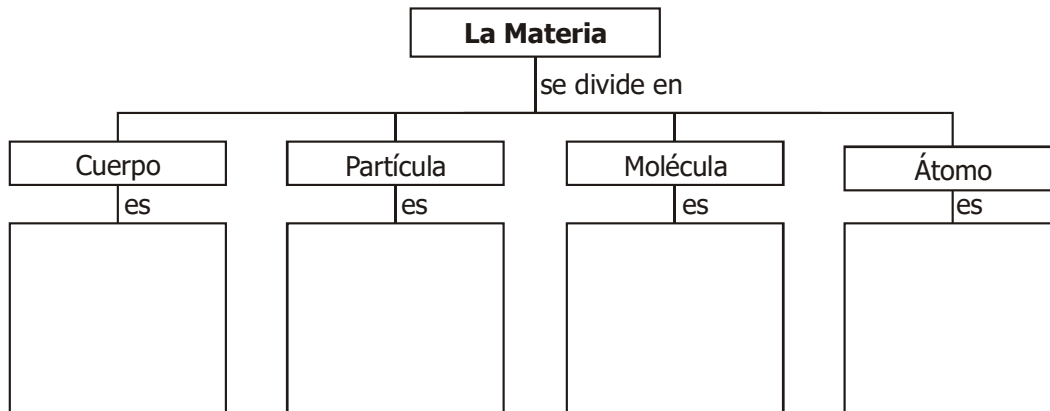 La Materia
se divide en
Cuerpo
Partícula
Molécula
Átomo
es
es
es
es